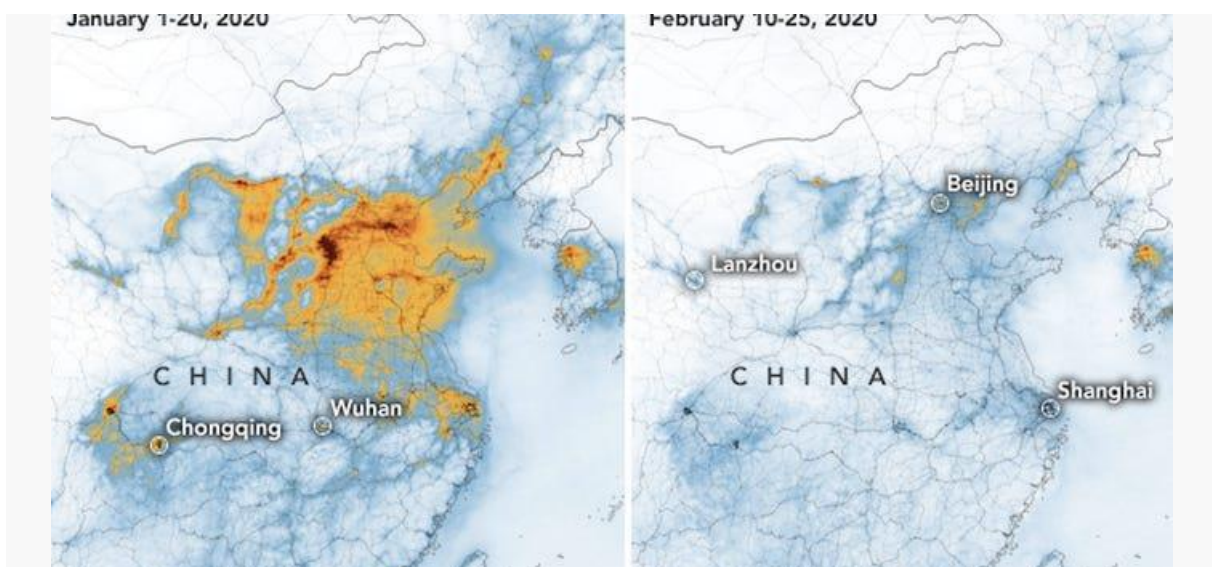 January 1-20, 2020
CHINA
Wuhan
Chongqing
February 10-25, 2020
Beijing
Lanzhou
CHINA
Shanghai